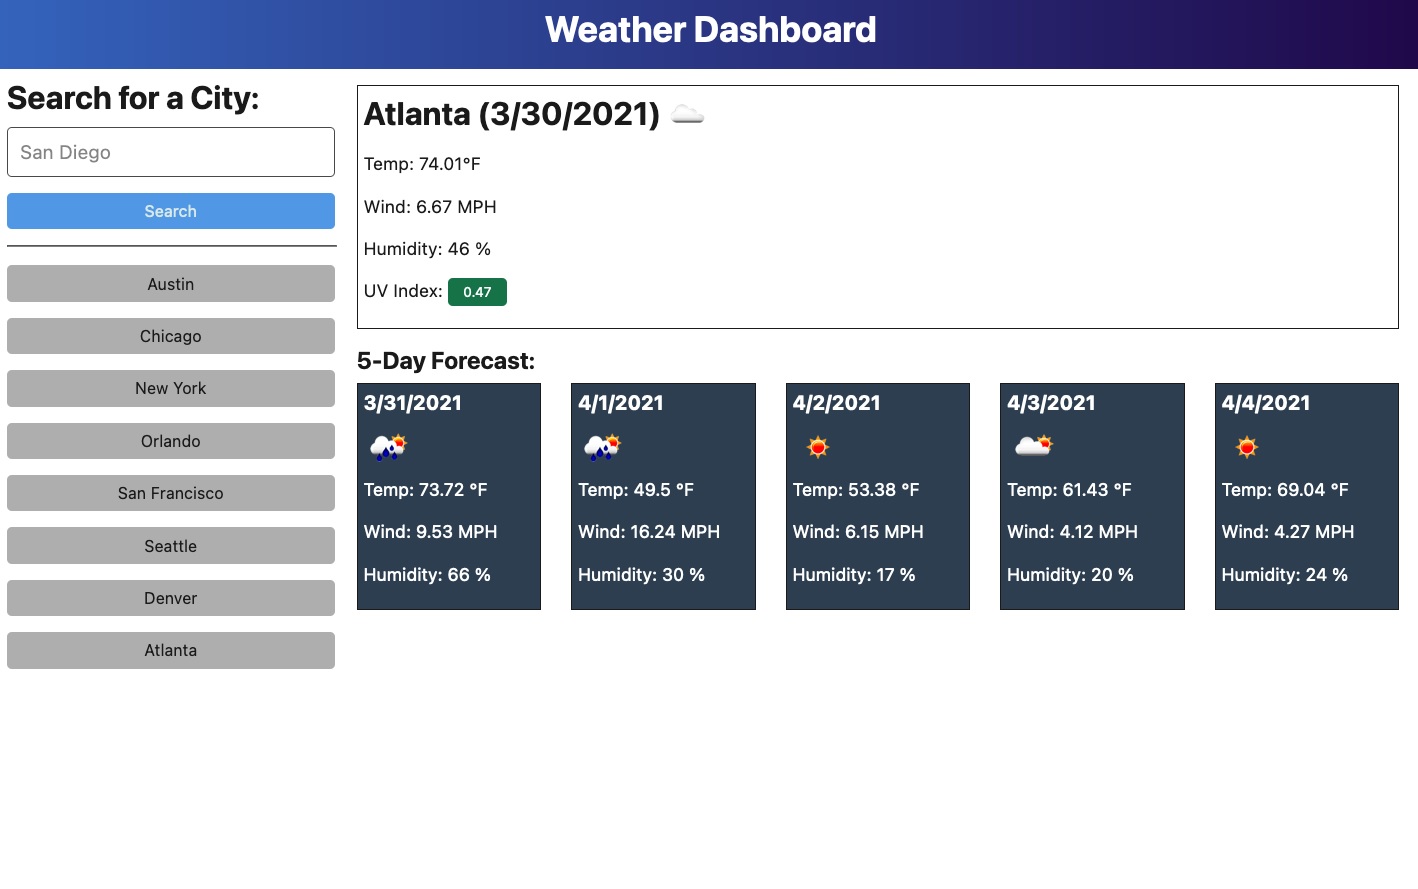 Weather Dashboard
Search for a City:
San Diego
Search
Austin
Chicago
New York
Orlando
San Francisco
Seattle
Denver
Atlanta
Atlanta (3/30/2021)
Temp: 74.01°F
Wind: 6.67 MPH
Humidity: 46 %
UV Index: 0.47
5-Day Forecast:
3/31/2021
Temp: 73.72 °F
Wind: 9.53 MPH
Humidity: 66 %
4/1/2021
Temp: 49.5 °F
Wind: 16.24 MPH
Humidity: 30 %
4/2/2021
Temp: 53.38 °F
Wind: 6.15 MPH
Humidity: 17 %
4/3/2021
Temp: 61.43 °F
Wind: 4.12 MPH
Humidity: 20 %
4/4/2021
Temp: 69.04 °F
Wind: 4.27 MPH
Humidity: 24 %